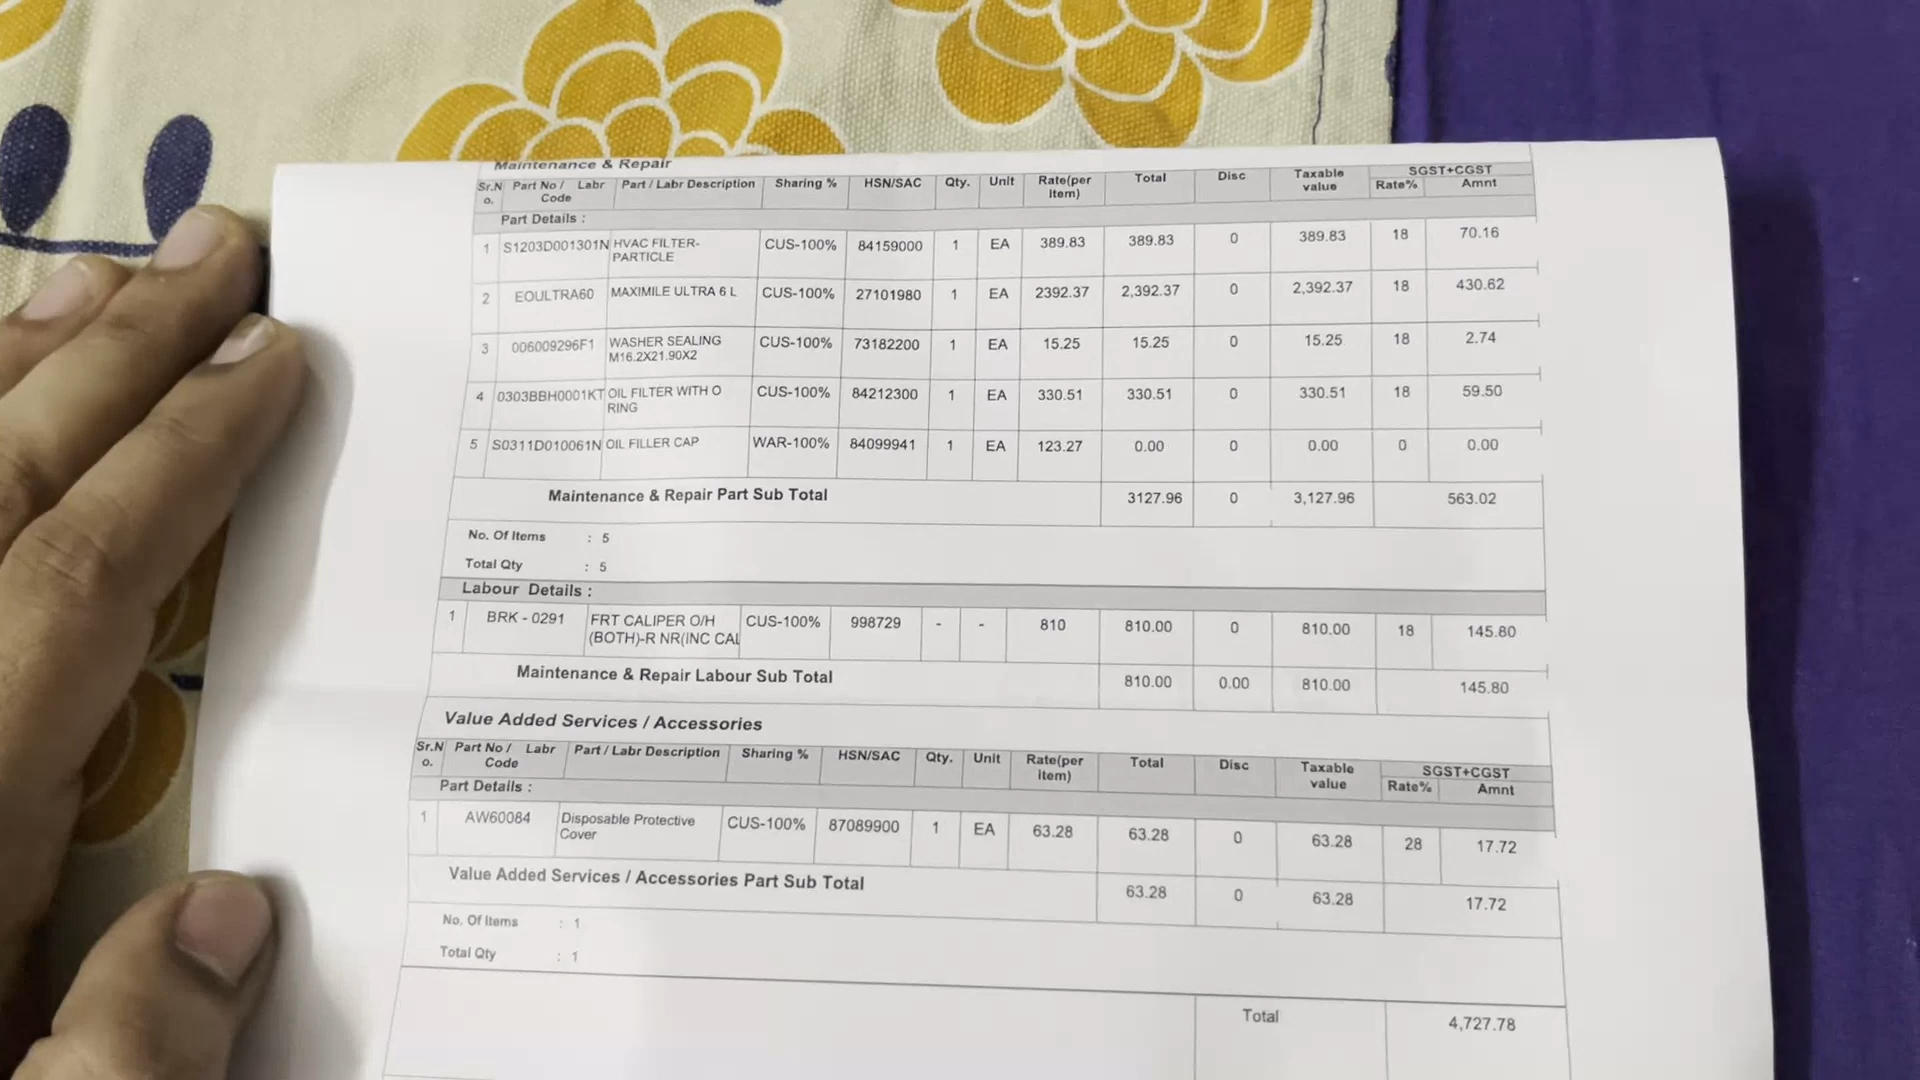 Maintenance & Repair
Sr.N o. Part No / Labr Code Part / Labr Description Sharing % HSN/SAC Qty. Unit Rate(per Item) Total Disc Taxable value SGST+CGST Rate% Amnt
Part Details :
1 S1203D001301N HVAC FILTER-PARTICLE CUS-100% 84159000 1 EA 389.83 389.83 0 389.83 18 70.16
2 EOULTRA60 MAXIMILE ULTRA 6 L CUS-100% 27101980 1 EA 2392.37 2,392.37 0 2,392.37 18 430.62
3 006009296F1 WASHER SEALING M16.2X21.90X2 CUS-100% 73182200 1 EA 15.25 15.25 0 15.25 18 2.74
4 0303BBH0001KT OIL FILTER WITH O RING CUS-100% 84212300 1 EA 330.51 330.51 0 330.51 18 59.50
5 S0311D010061N OIL FILLER CAP WAR-100% 84099941 1 EA 123.27 0.00 0 0.00 0 0.00
Maintenance & Repair Part Sub Total 3127.96 0 3,127.96 563.02
No. Of Items : 5
Total Qty : 5
Labour Details :
1 BRK - 0291 FRT CALIPER O/H (BOTH)-R NR(INC CAL CUS-100% 998729 - - 810 810.00 0 810.00 18 145.80
Maintenance & Repair Labour Sub Total 810.00 0.00 810.00 145.80
Value Added Services / Accessories
Sr.N o. Part No / Labr Code Part / Labr Description Sharing % HSN/SAC Qty. Unit Rate(per item) Total Disc Taxable value SGST+CGST Rate% Amnt
Part Details :
1 AW60084 Disposable Protective Cover CUS-100% 87089900 1 EA 63.28 63.28 0 63.28 28 17.72
Value Added Services / Accessories Part Sub Total 63.28 0 63.28 17.72
No. Of Items : 1
Total Qty : 1
Total 4,727.78